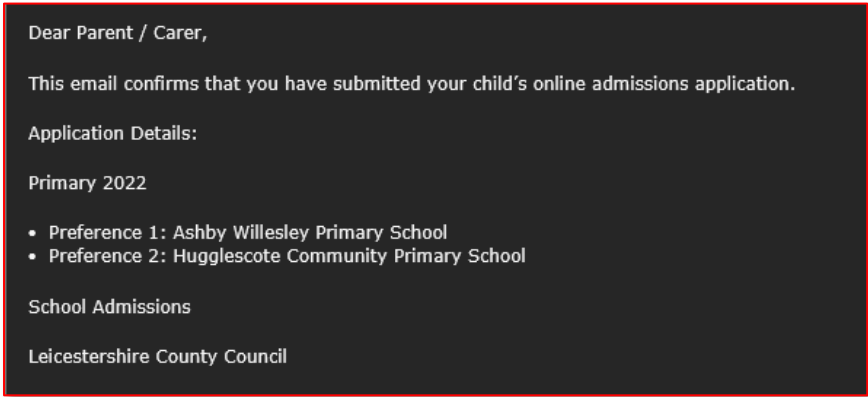 Dear Parent / Carer,
This email confirms that you have submitted your child´s online admissions application.
Application Details:
Primary 2022
• Preference 1: Ashby Willesley Primary School
• Preference 2: Hugglescote Community Primary School
School Admissions
Leicestershire County Council